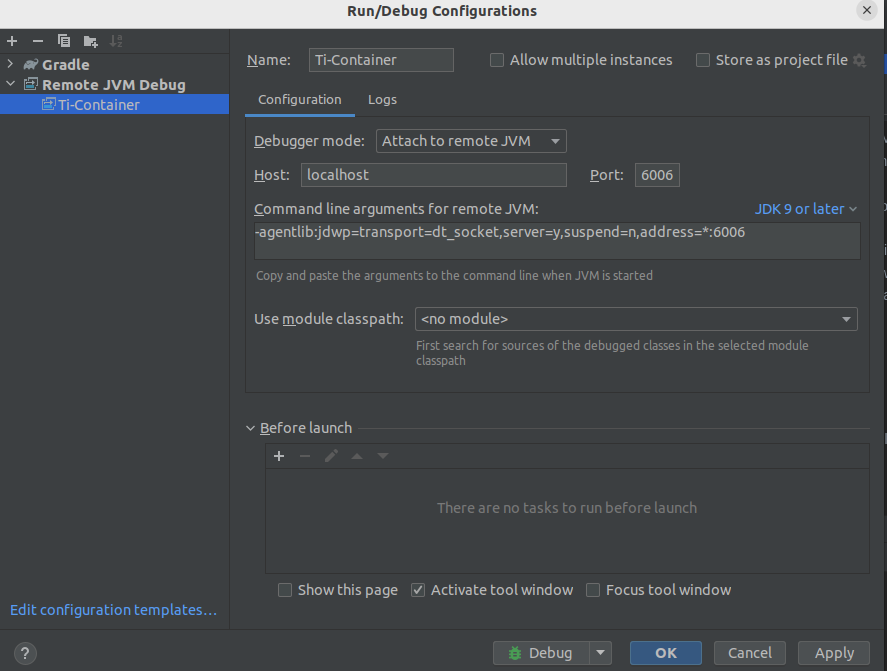 Run/Debug Configurations
Gradle
Remote JVM Debug
Ti-Container
Edit configuration templates...
Name: Ti-Container Allow multiple instances Store as project file
Configuration Logs
Debugger mode: Attach to remote JVM
Host: localhost Port: 6006
Command line arguments for remote JVM: JDK 9 or later
-agentlib:jdwp=transport=dt_socket,server=y,suspend=n,address=*:6006
Copy and paste the arguments to the command line when JVM is started
Use module classpath: <no module>
First search for sources of the debugged classes in the selected module
classpath
Before launch
There are no tasks to run before launch
Show this page Activate tool window Focus tool window
? Debug OK Cancel Apply